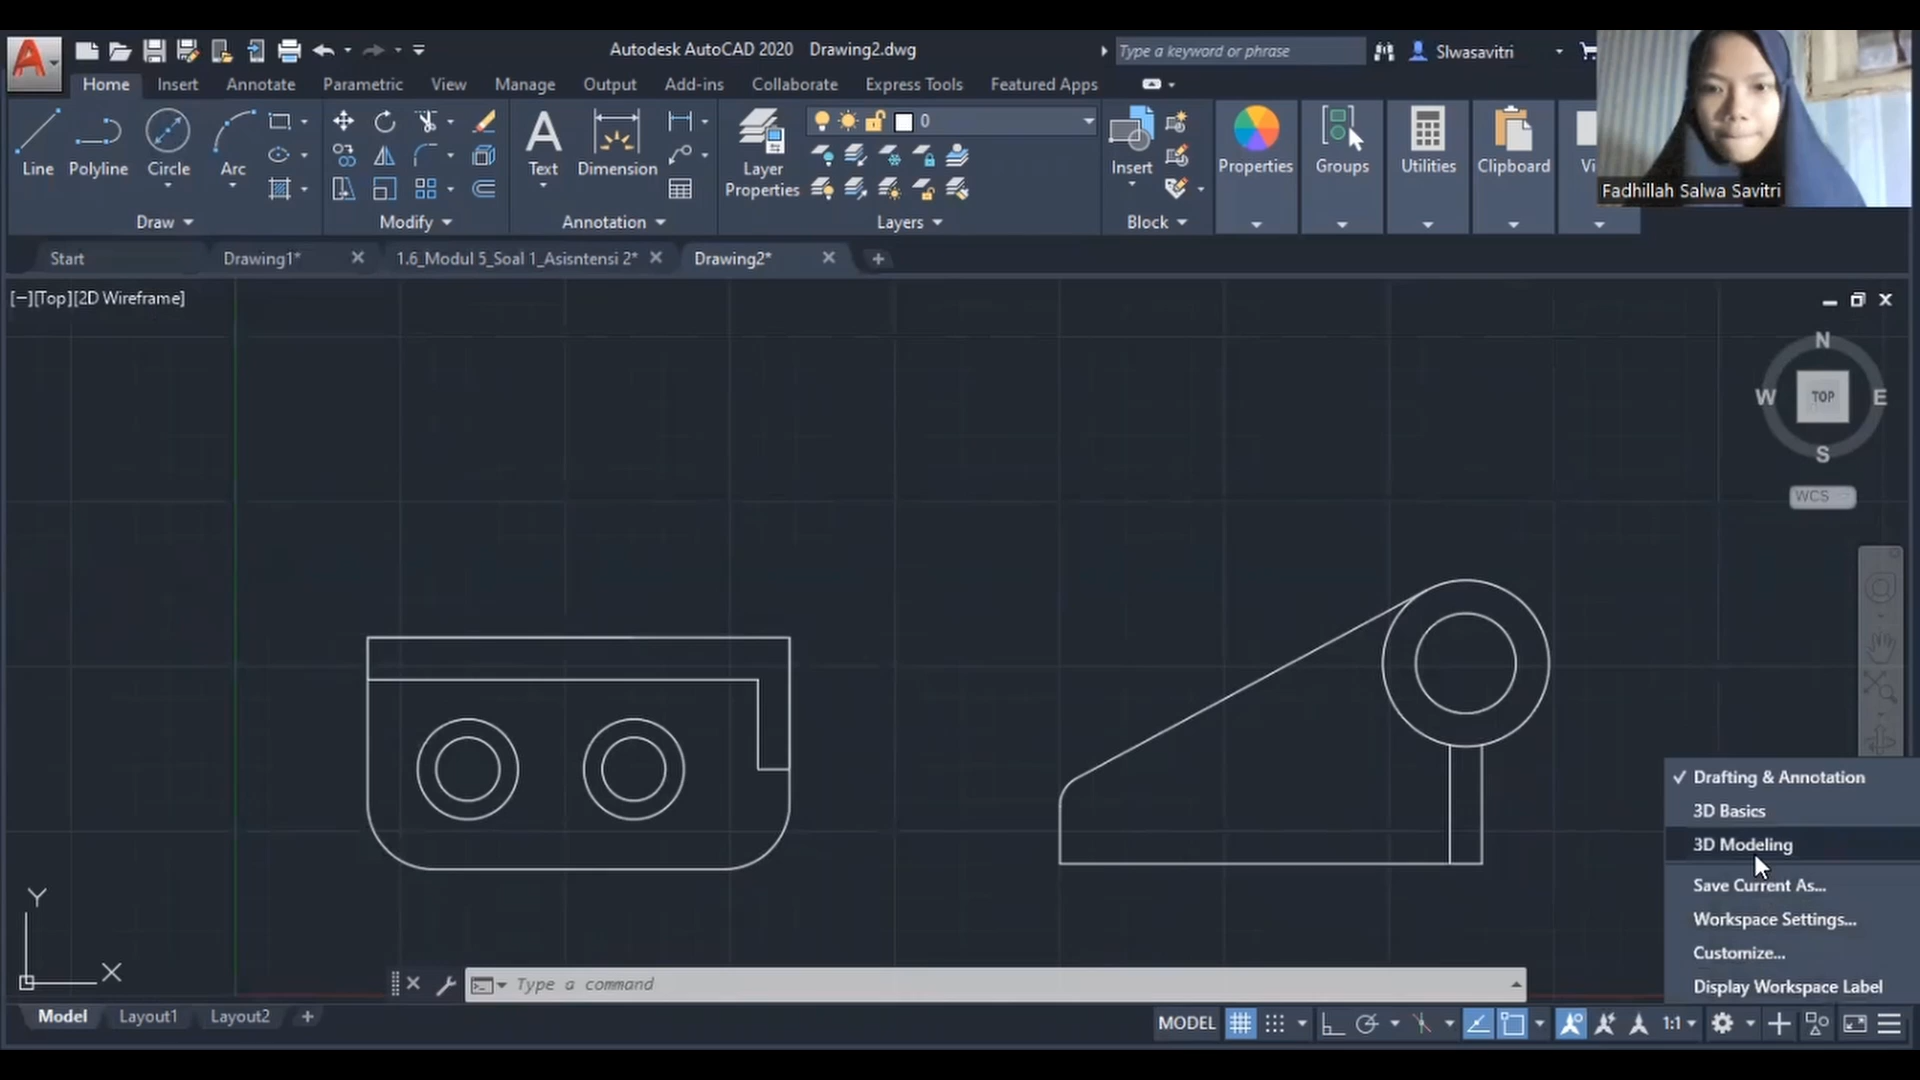 Autodesk AutoCAD 2020 Drawing2.dwg
Type a keyword or phrase
Slwasavitri
Home Insert Annotate Parametric View Manage Output Add-ins Collaborate Express Tools Featured Apps
Line Polyline Circle Arc
Text Dimension
Layer Properties
0
Insert
Properties Groups Utilities Clipboard
Fadhillah Salwa Savitri
Draw Modify Annotation Layers Block
Start Drawing1* 1.6_Modul 5_Soal 1_Asisntensi 2* Drawing2*
[−][Top][2D Wireframe]
N
W TOP E
S
WCS
Drafting & Annotation
3D Basics
3D Modeling
Save Current As...
Workspace Settings...
Customize...
Display Workspace Label
Y
X
Type a command
Model Layout1 Layout2
MODEL 1:1